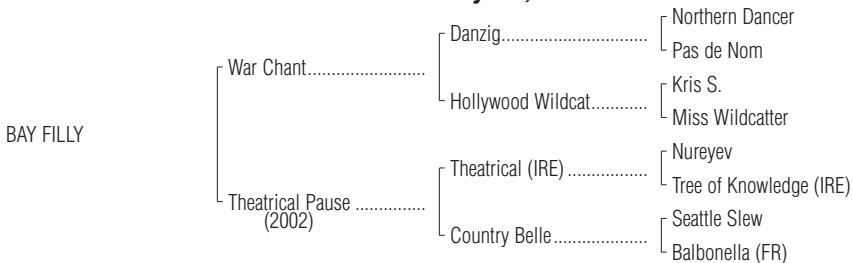 Northern Dancer
Danzig..............................
Pas de Nom
War Chant.........................
Kris S.
Hollywood Wildcat............
Miss Wildcatter
BAY FILLY
Nureyev
Theatrical (IRE) .................
Tree of Knowledge (IRE)
Theatrical Pause ...............
(2002)
Seattle Slew
Country Belle....................
Balbonella (FR)